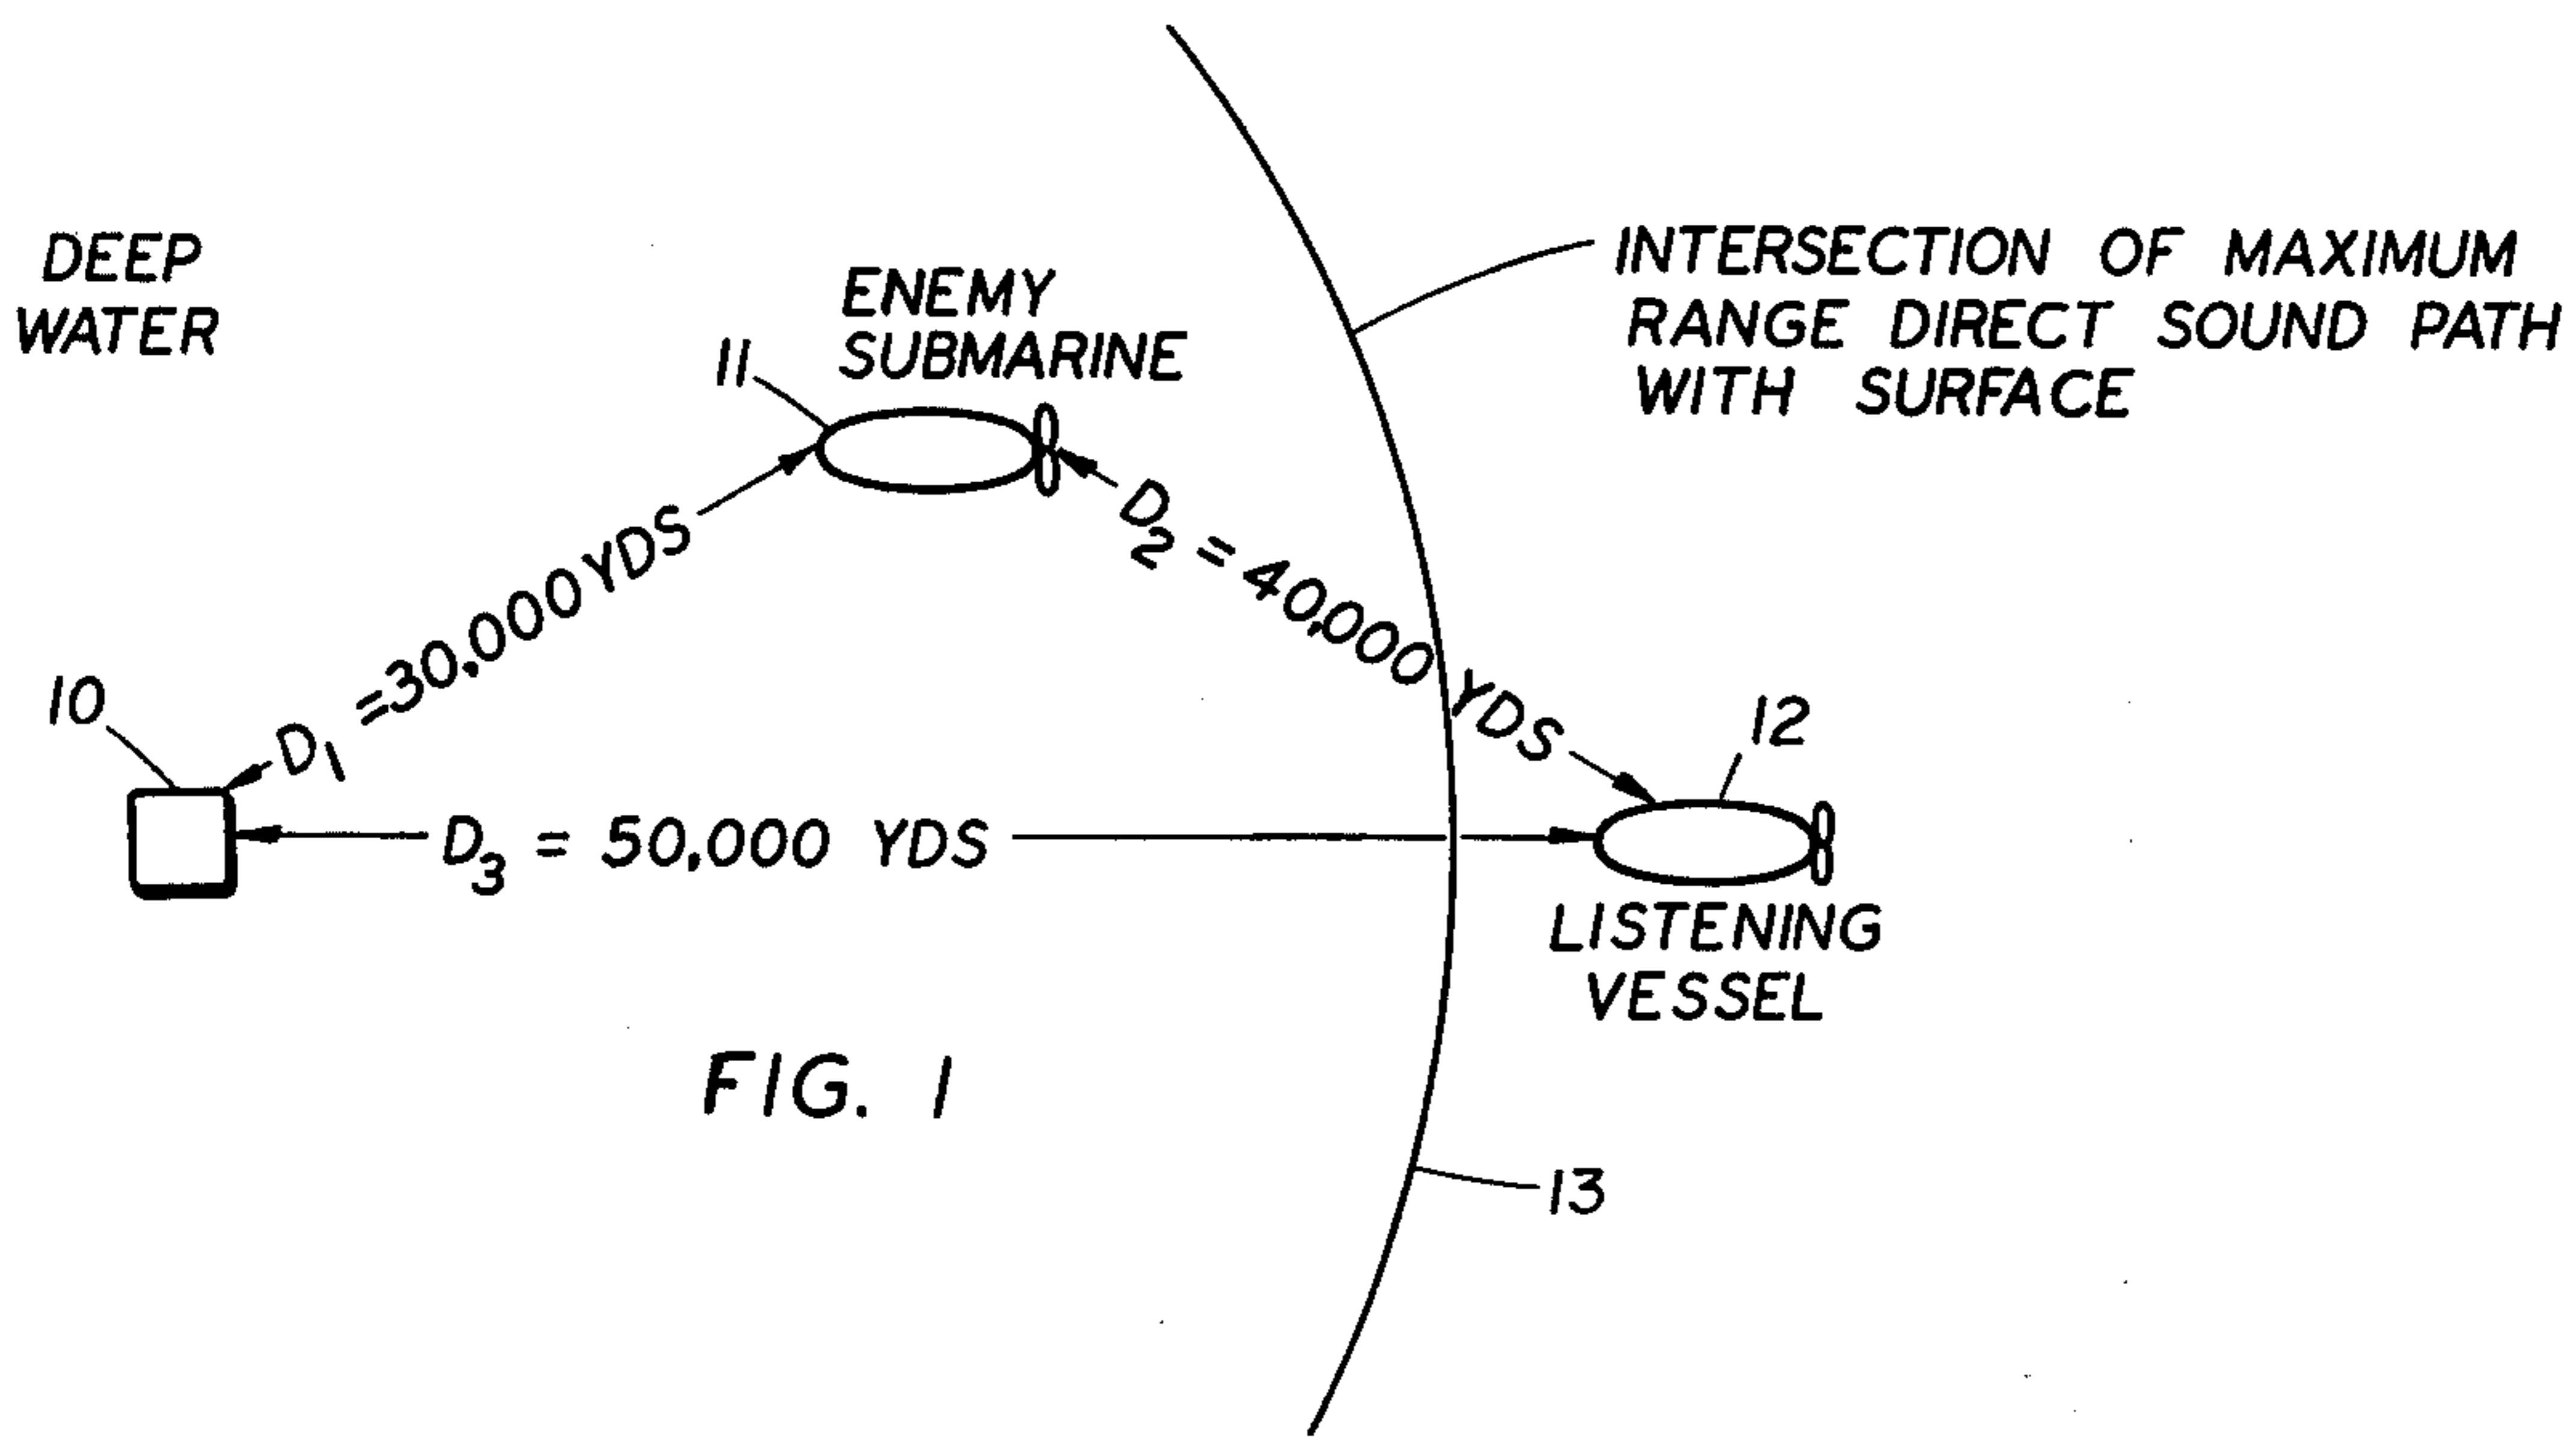 DEEP
WATER
ENEMY
SUBMARINE
11
INTERSECTION OF MAXIMUM
RANGE DIRECT SOUND PATH
WITH SURFACE
10
D1 = 30,000 YDS
D2 = 40,000 YDS
12
D3 = 50,000 YDS
LISTENING
VESSEL
FIG. 1
13